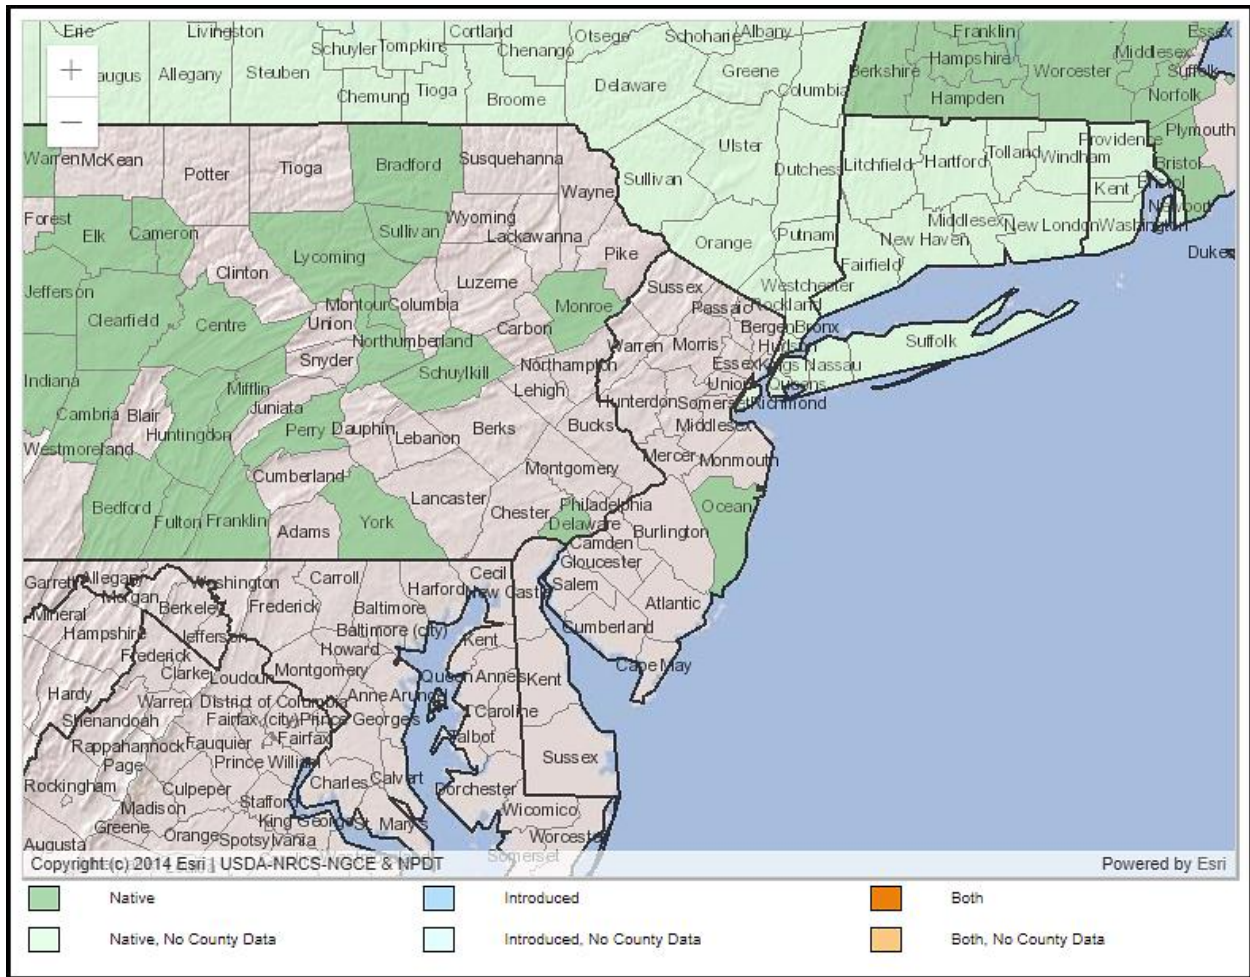 Erie Livingston Cortland Otsego Schoharie Albany Franklin Essex
+
Schuyler Tompkins Chenango Hampshire Middlesex
augus Allegany Steuben Greene Berkshire Worcester Suffolk
Chemung Tioga Broome Delaware Columbia Hampden Norfolk
−
Plymouth
Ulster Providence
Warren McKean Potter Tioga Bradford Susquehanna Dutchess Litchfield Hartford Tolland Windham Bristol
Sullivan Kent Bristol
Wayne
Forest Wyoming Middlesex New London Washington Newport
Elk Cameron Sullivan Lackawanna Orange Putnam New Haven
Lycoming Pike Fairfield Dukes
Clinton Luzerne Sussex Westchester
Jefferson Montour Columbia Monroe Passaic Rockland
Clearfield Centre Union Carbon Bergen Bronx
Northumberland Warren Morris Hudson Suffolk
Snyder Northampton Essex Kings Nassau
Indiana Mifflin Schuylkill Lehigh Union Queens
Cambria Blair Juniata Hunterdon Somerset Richmond
Huntingdon Perry Dauphin Lebanon Berks Bucks Middlesex
Westmoreland Mercer Monmouth
Cumberland Montgomery
Bedford Lancaster Chester Philadelphia Ocean
Fulton Franklin Adams York Delaware Burlington
Camden
Garrett Allegany Washington Carroll Cecil Gloucester
Morgan Harford New Castle Salem
Mineral Berkeley Frederick Baltimore Atlantic
Hampshire Jefferson Baltimore (city) Cumberland
Frederick Howard Kent
Clarke Loudoun Montgomery Cape May
Hardy Queen Annes Kent
Warren District of Columbia Anne Arundel
Shenandoah Fairfax (city) Prince Georges Caroline
Rappahannock Fauquier Fairfax Talbot
Page Prince William Sussex
Rockingham Culpeper Charles Calvert Dorchester
Madison Stafford Wicomico
Greene Orange King George St. Marys
Augusta Spotsylvania Worcester
Somerset
Copyright (c) 2014 Esri | USDA-NRCS-NGCE & NPDT Powered by Esri
Native Introduced Both
Native, No County Data Introduced, No County Data Both, No County Data